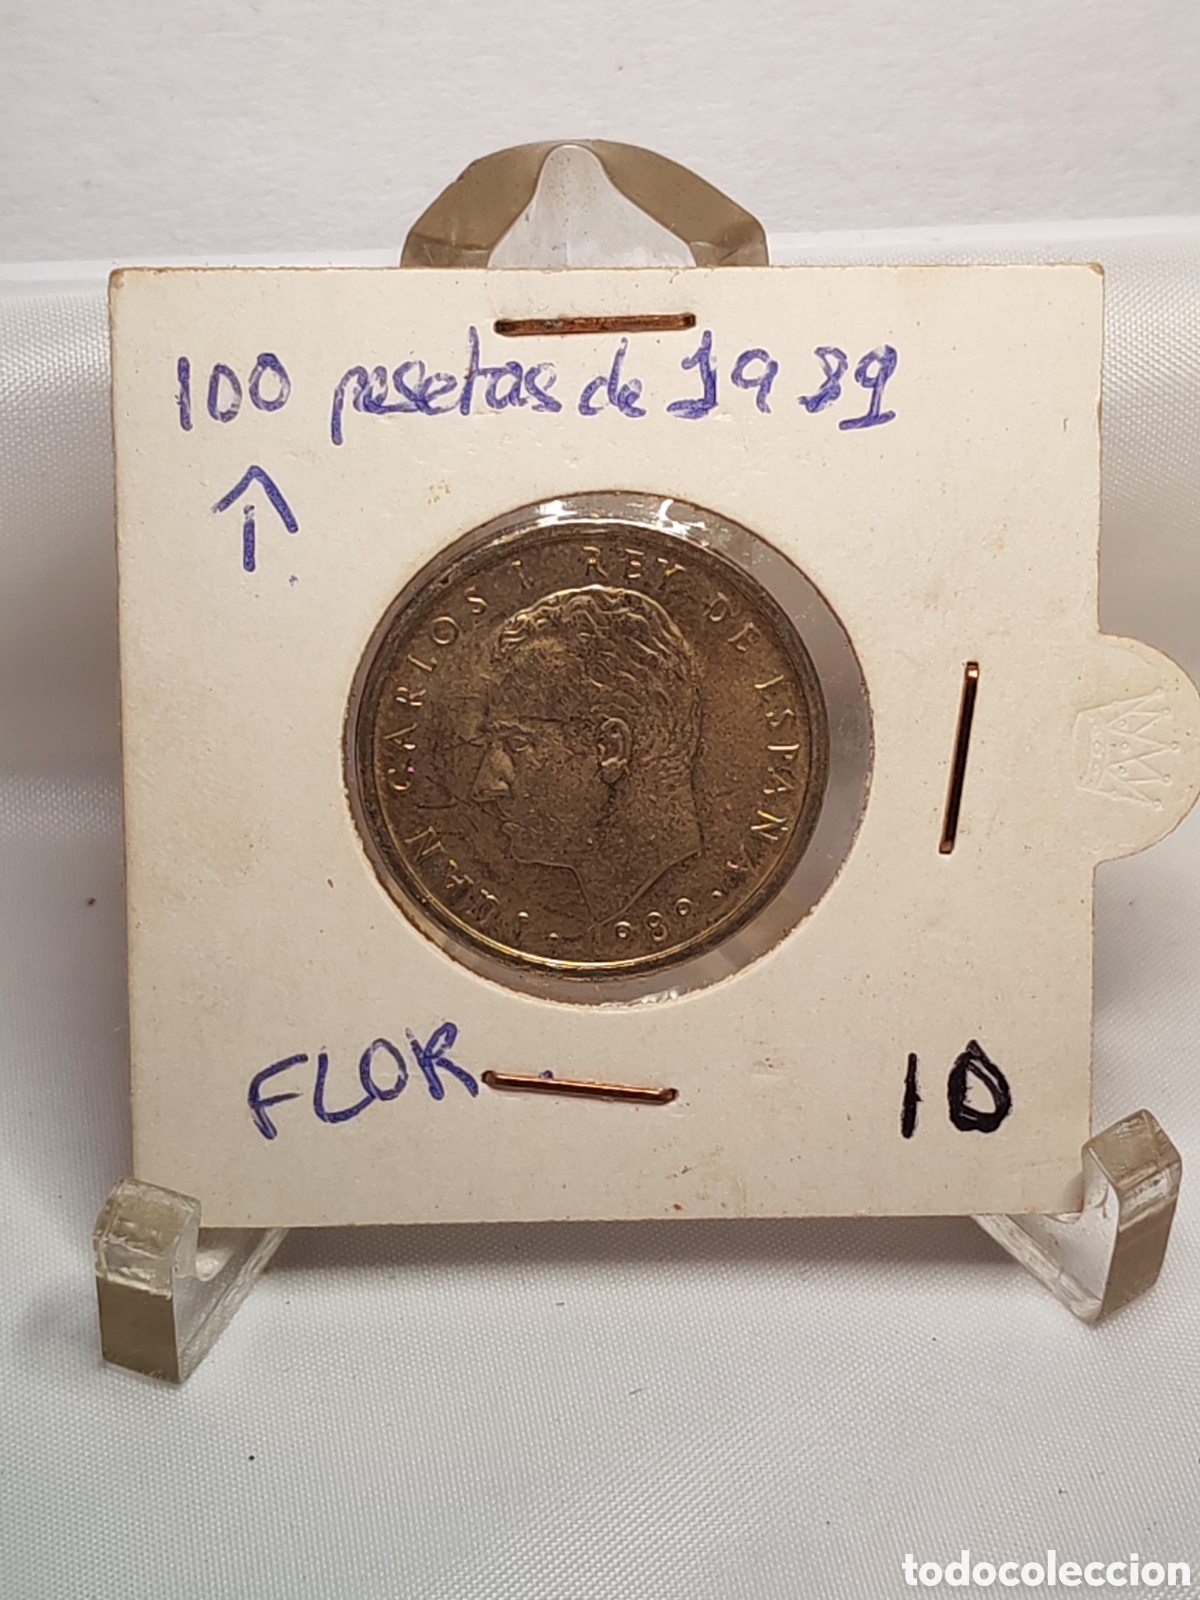 100 pesetas de 1989
↑
JUAN CARLOS I REY DE ESPAÑA
1989
FLOR.
10
todocoleccion